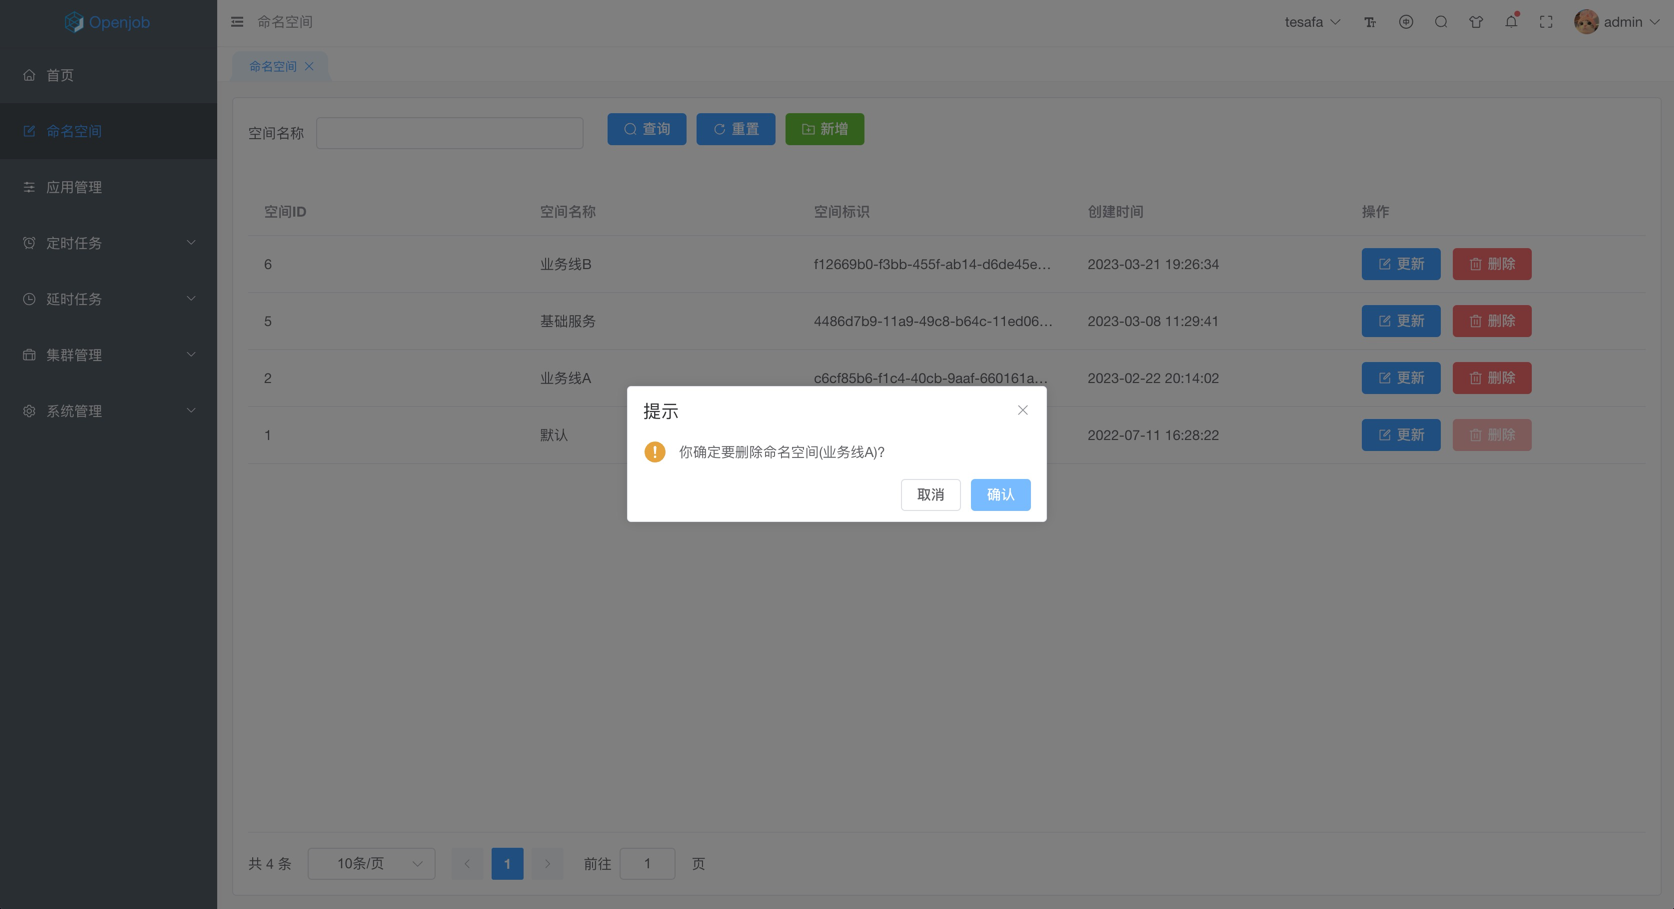 Openjob
命名空间
tesafa
admin
首页
命名空间
应用管理
定时任务
延时任务
集群管理
系统管理
命名空间
空间名称
查询
重置
新增
空间ID 空间名称 空间标识 创建时间 操作
6 业务线B f12669b0-f3bb-455f-ab14-d6de45e... 2023-03-21 19:26:34 更新 删除
5 基础服务 4486d7b9-11a9-49c8-b64c-11ed06... 2023-03-08 11:29:41 更新 删除
2 业务线A c6cf85b6-f1c4-40cb-9aaf-660161a... 2023-02-22 20:14:02 更新 删除
1 默认 2022-07-11 16:28:22 更新 删除
提示
你确定要删除命名空间(业务线A)?
取消 确认
共 4 条 10条/页 1 前往 1 页